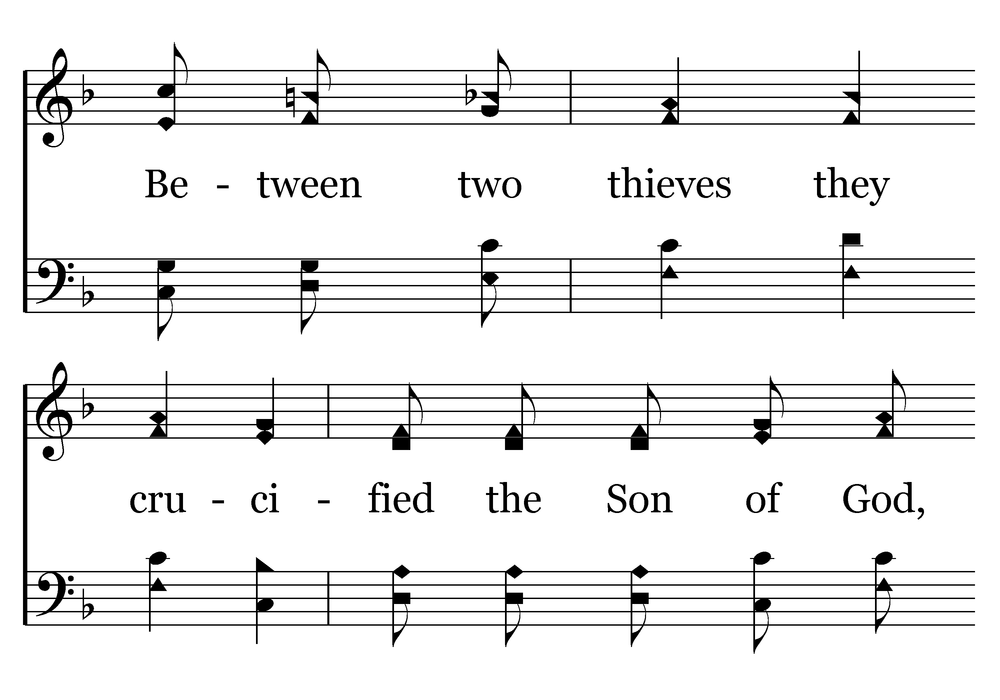 Be - tween two thieves they
cru - ci - fied the Son of God,